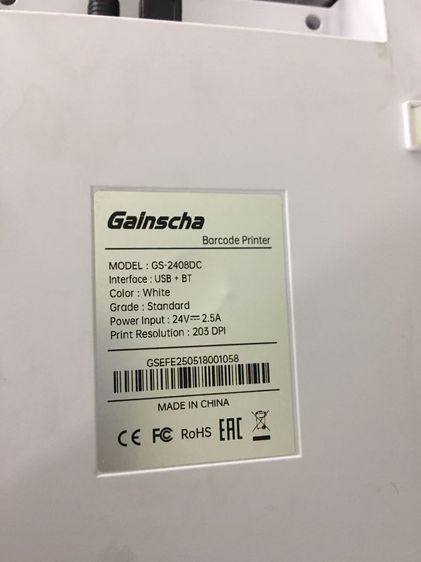 Gainscha
Barcode Printer
MODEL : GS-2408DC
Interface : USB + BT
Color : White
Grade : Standard
Power Input : 24V⎓2.5A
Print Resolution : 203 DPI
GSEFE250518001058
MADE IN CHINA
CE FC RoHS EAC